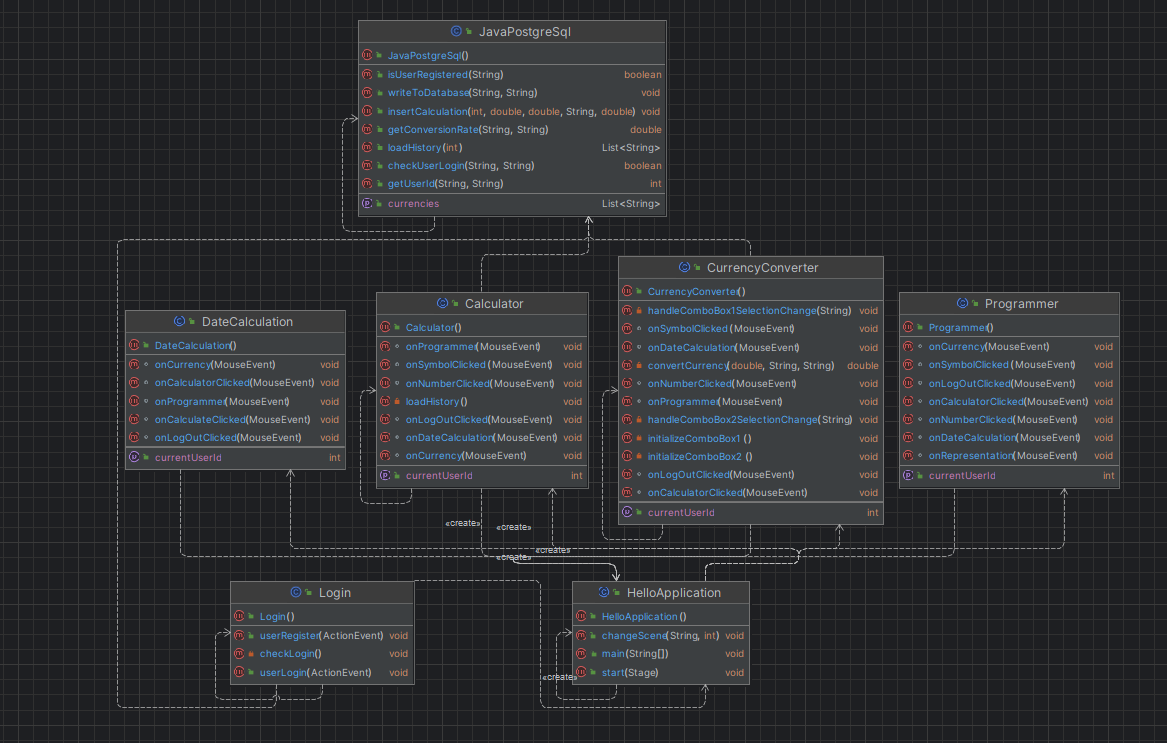 JavaPostgreSql
JavaPostgreSql()
isUserRegistered(String) boolean
writeToDatabase(String, String) void
insertCalculation(int, double, double, String, double) void
getConversionRate(String, String) double
loadHistory(int) List<String>
checkUserLogin(String, String) boolean
getUserId(String, String) int
currencies List<String>
CurrencyConverter
CurrencyConverter()
handleComboBox1SelectionChange(String) void
onSymbolClicked(MouseEvent) void
onDateCalculation(MouseEvent) void
convertCurrency(double, String, String) double
onNumberClicked(MouseEvent) void
onProgrammer(MouseEvent) void
handleComboBox2SelectionChange(String) void
initializeComboBox1() void
initializeComboBox2() void
onLogOutClicked(MouseEvent) void
onCalculatorClicked(MouseEvent) void
currentUserId int
Calculator
Calculator()
onProgrammer(MouseEvent) void
onSymbolClicked(MouseEvent) void
onNumberClicked(MouseEvent) void
loadHistory() void
onLogOutClicked(MouseEvent) void
onDateCalculation(MouseEvent) void
onCurrency(MouseEvent) void
currentUserId int
Programmer
Programmer()
onCurrency(MouseEvent) void
onSymbolClicked(MouseEvent) void
onLogOutClicked(MouseEvent) void
onCalculatorClicked(MouseEvent) void
onNumberClicked(MouseEvent) void
onDateCalculation(MouseEvent) void
onRepresentation(MouseEvent) void
currentUserId int
DateCalculation
DateCalculation()
onCurrency(MouseEvent) void
onCalculatorClicked(MouseEvent) void
onProgrammer(MouseEvent) void
onCalculateClicked(MouseEvent) void
onLogOutClicked(MouseEvent) void
currentUserId int
«create»
«create»
«create»
«create»
Login
Login()
userRegister(ActionEvent) void
checkLogin() void
userLogin(ActionEvent) void
HelloApplication
HelloApplication()
changeScene(String, int) void
main(String[]) void
start(Stage) void
«create»